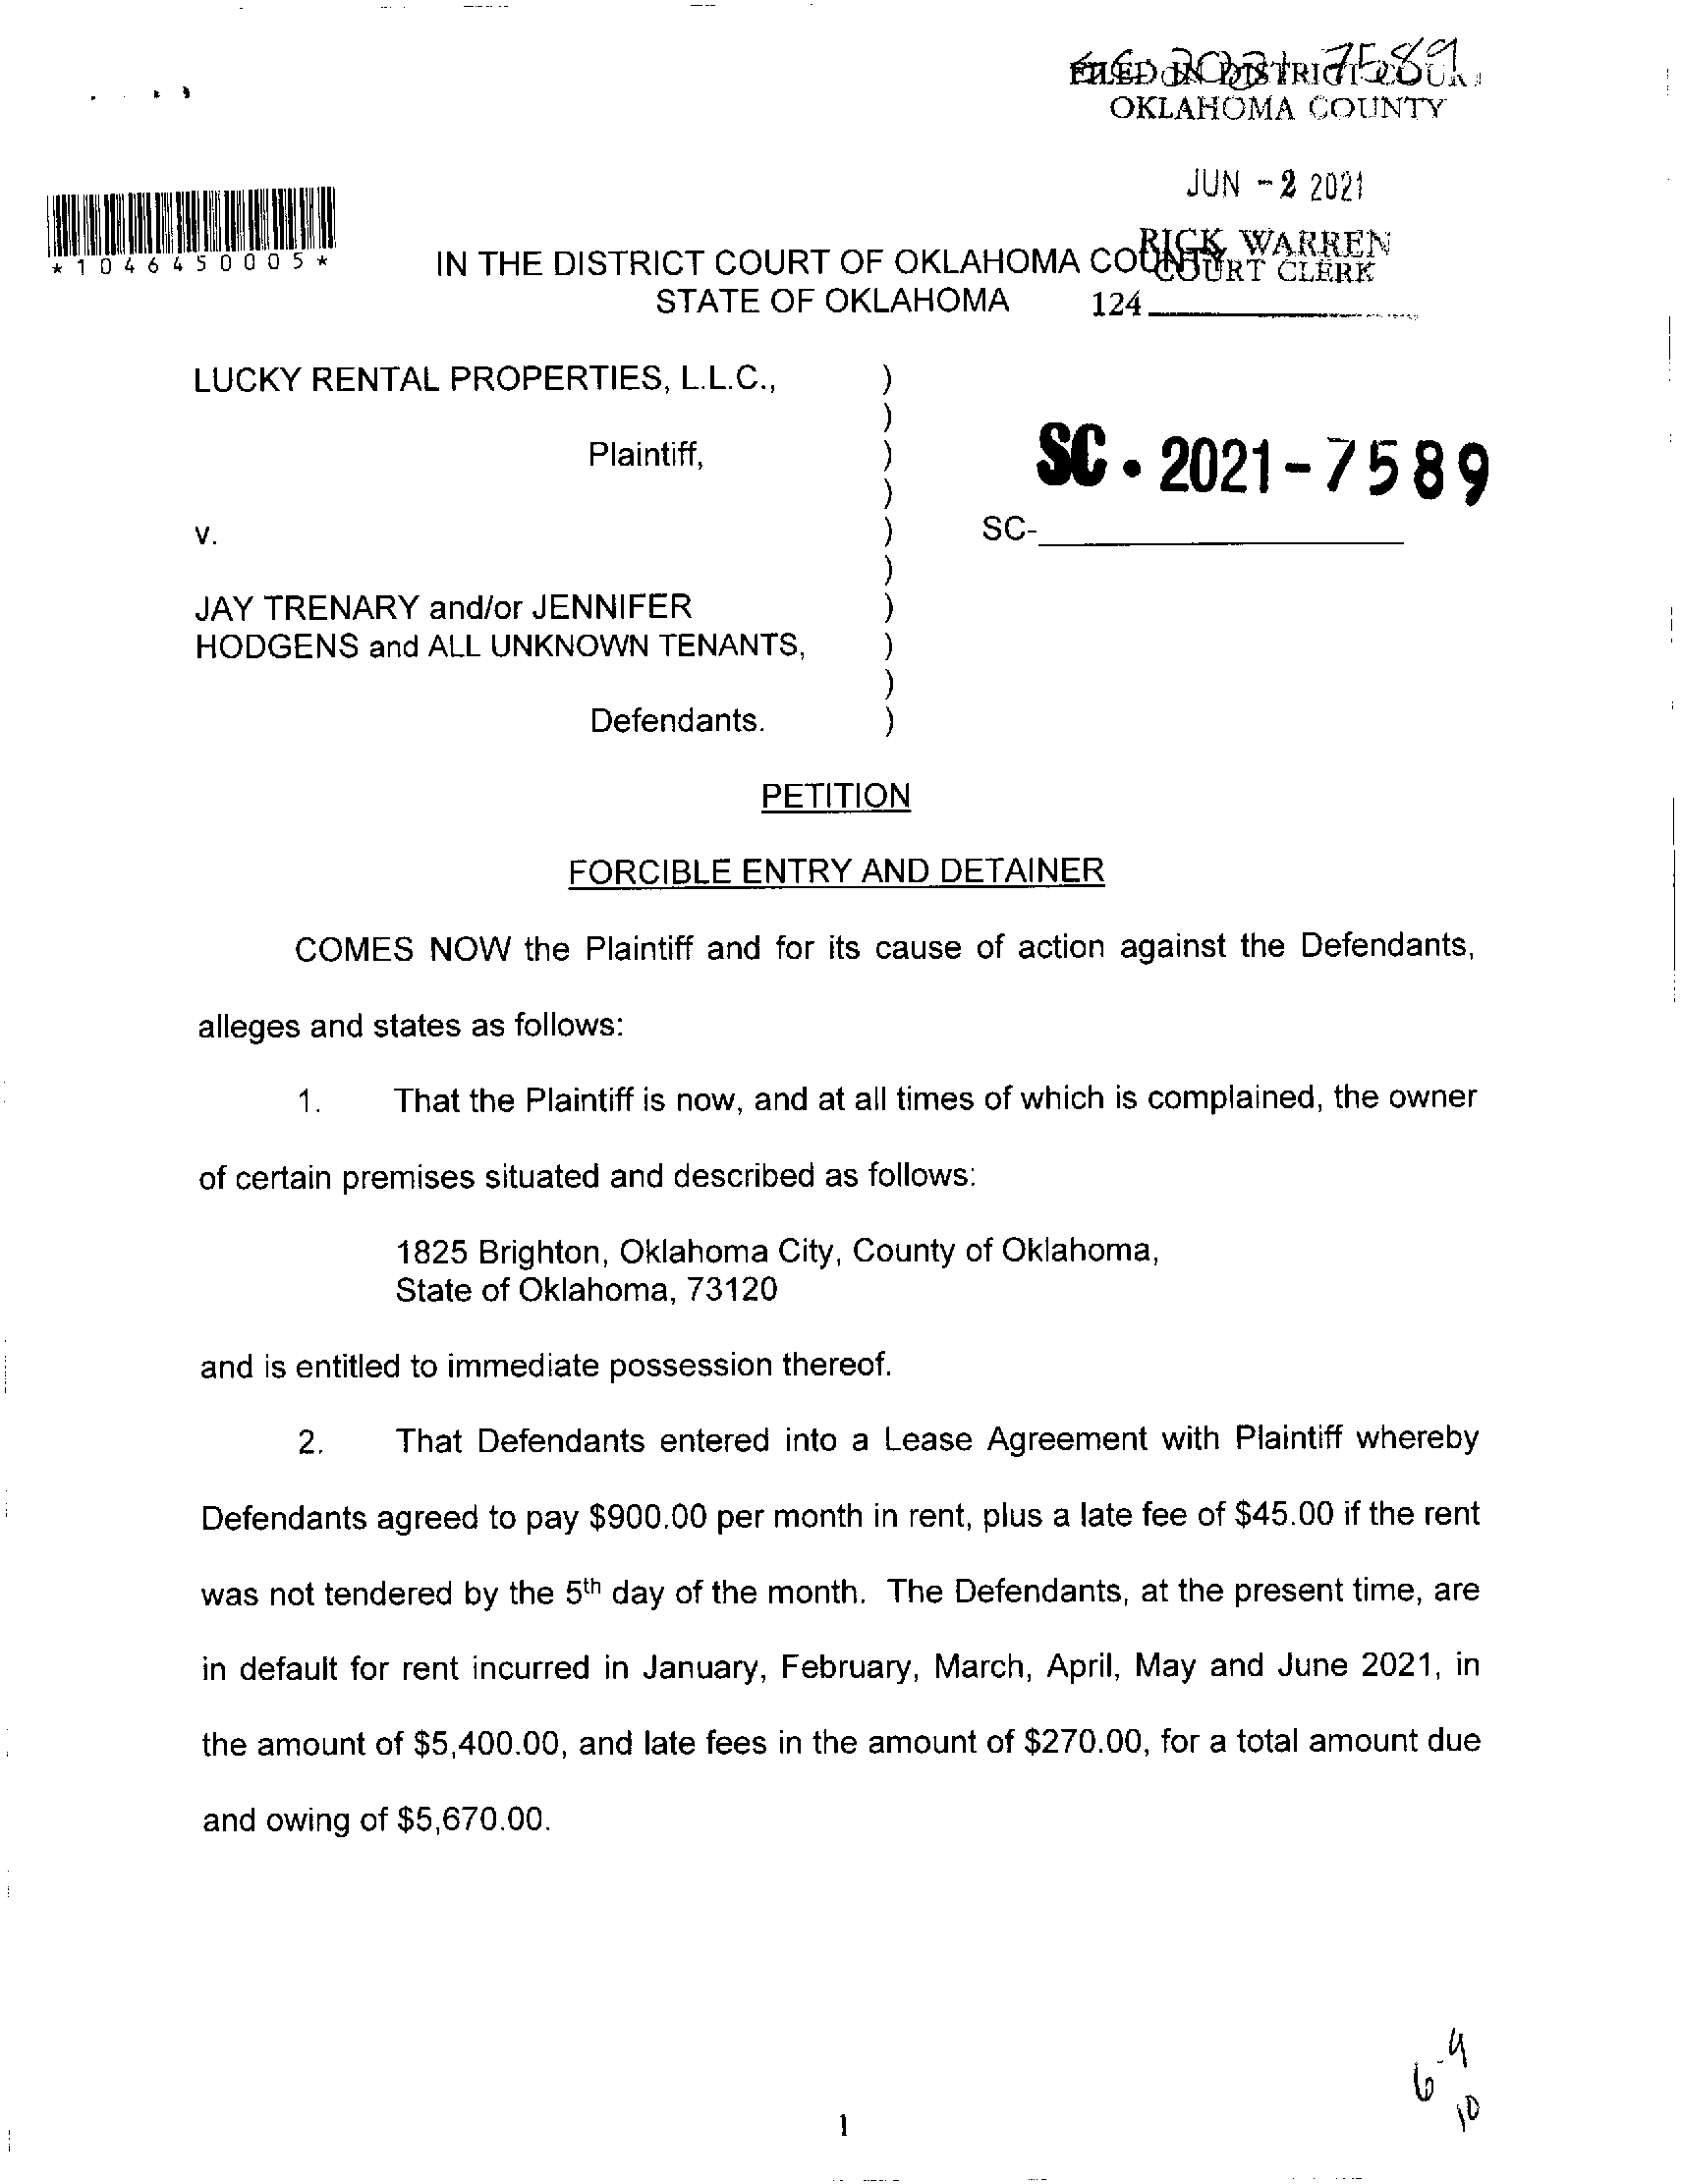 SC-2021-7589
FILED IN DISTRICT COURT
OKLAHOMA COUNTY
JUN - 2 2021
RICK WARREN
COURT CLERK
124
*1046450005*
IN THE DISTRICT COURT OF OKLAHOMA COUNTY
STATE OF OKLAHOMA
LUCKY RENTAL PROPERTIES, L.L.C., )
)
Plaintiff, )
)
v. )
)
JAY TRENARY and/or JENNIFER )
HODGENS and ALL UNKNOWN TENANTS, )
)
Defendants. )
SC • 2021-7589
SC-
PETITION
FORCIBLE ENTRY AND DETAINER
COMES NOW the Plaintiff and for its cause of action against the Defendants,
alleges and states as follows:
1. That the Plaintiff is now, and at all times of which is complained, the owner
of certain premises situated and described as follows:
1825 Brighton, Oklahoma City, County of Oklahoma,
State of Oklahoma, 73120
and is entitled to immediate possession thereof.
2. That Defendants entered into a Lease Agreement with Plaintiff whereby
Defendants agreed to pay $900.00 per month in rent, plus a late fee of $45.00 if the rent
was not tendered by the 5th day of the month. The Defendants, at the present time, are
in default for rent incurred in January, February, March, April, May and June 2021, in
the amount of $5,400.00, and late fees in the amount of $270.00, for a total amount due
and owing of $5,670.00.
1